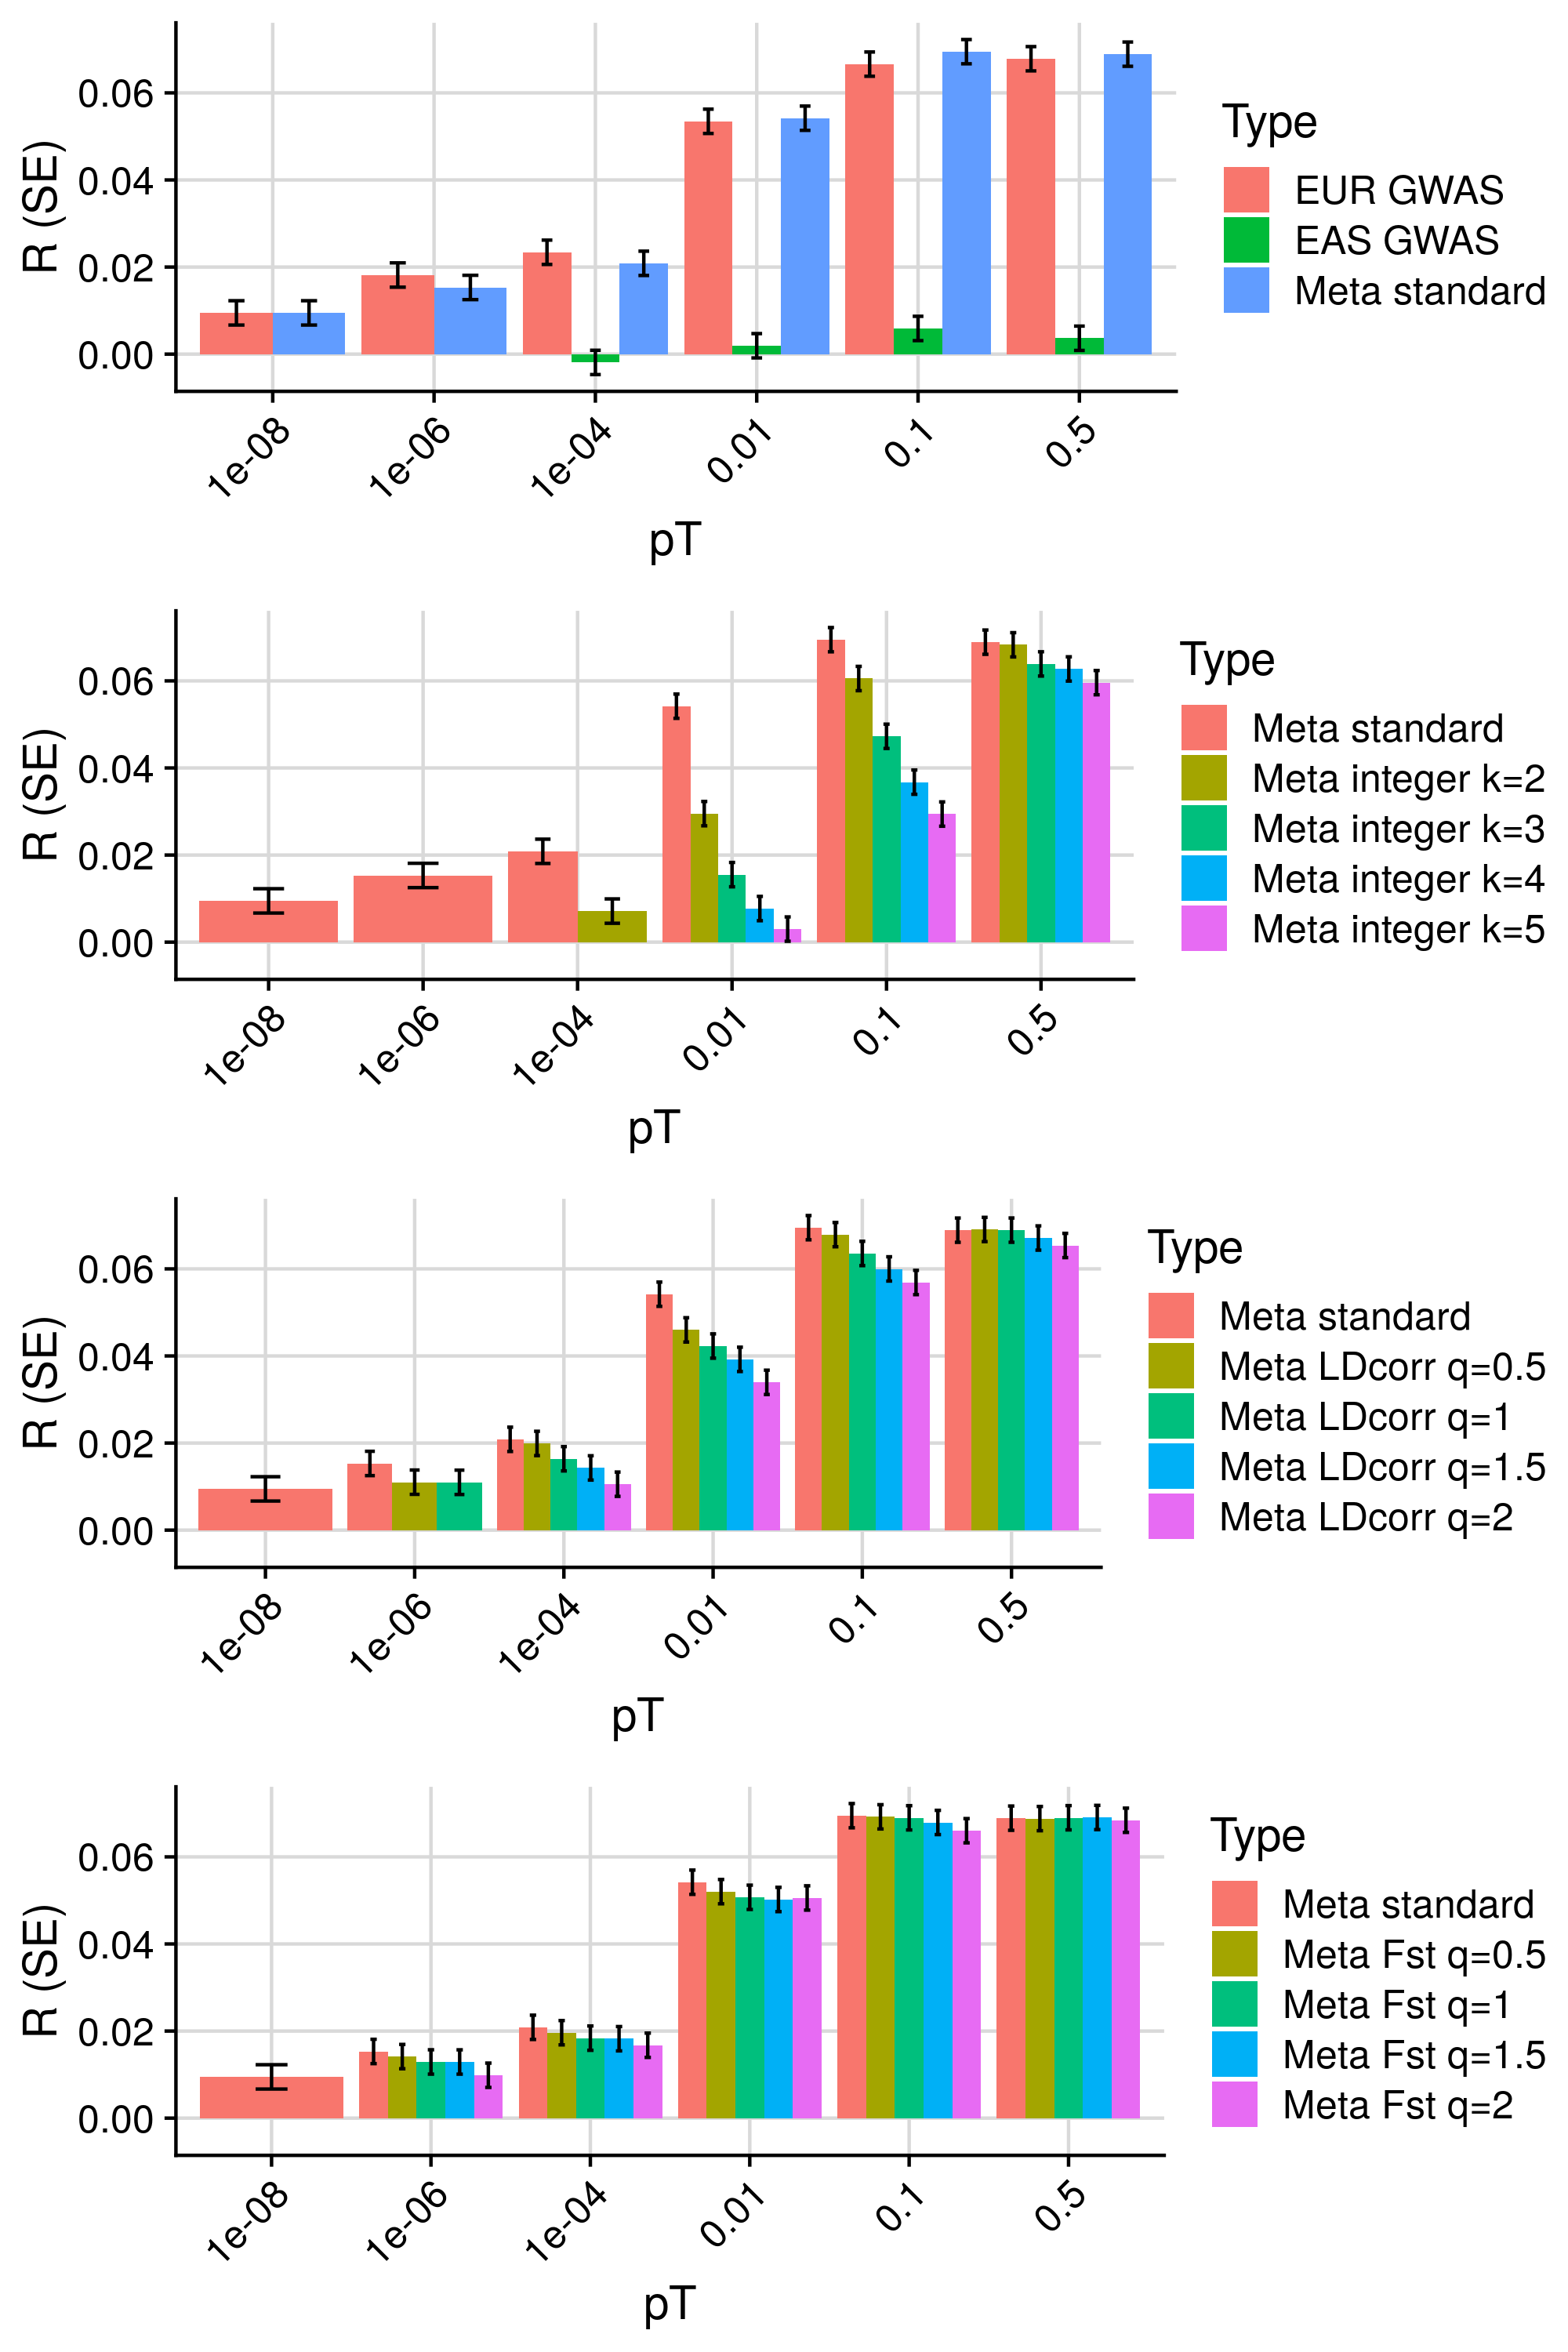 R (SE)
0.06
0.04
0.02
0.00
1e-08
1e-06
1e-04
0.01
0.1
0.5
pT
Type
EUR GWAS
EAS GWAS
Meta standard
R (SE)
0.06
0.04
0.02
0.00
1e-08
1e-06
1e-04
0.01
0.1
0.5
pT
Type
Meta standard
Meta integer k=2
Meta integer k=3
Meta integer k=4
Meta integer k=5
R (SE)
0.06
0.04
0.02
0.00
1e-08
1e-06
1e-04
0.01
0.1
0.5
pT
Type
Meta standard
Meta LDcorr q=0.5
Meta LDcorr q=1
Meta LDcorr q=1.5
Meta LDcorr q=2
R (SE)
0.06
0.04
0.02
0.00
1e-08
1e-06
1e-04
0.01
0.1
0.5
pT
Type
Meta standard
Meta Fst q=0.5
Meta Fst q=1
Meta Fst q=1.5
Meta Fst q=2